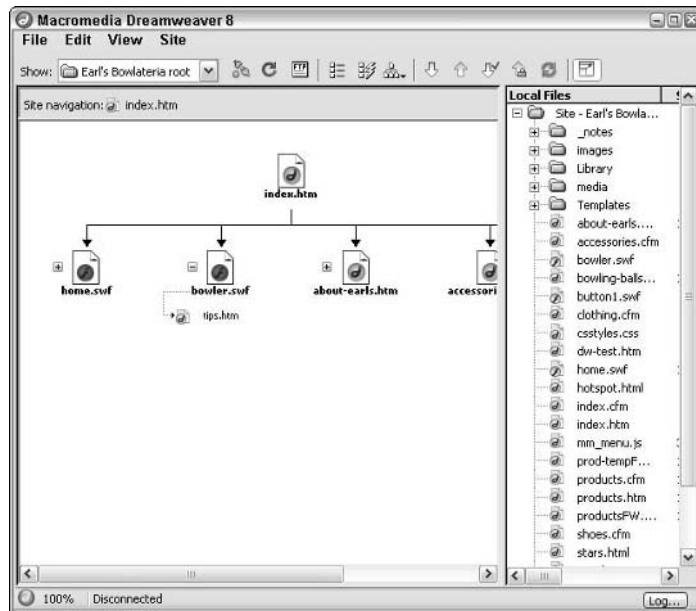 Macromedia Dreamweaver 8
File Edit View Site
Show: Earl's Bowlateria root FTP
Site navigation: index.htm
index.htm
home.swf bowler.swf about-earls.htm accessori
tips.htm
Local Files
Site - Earl's Bowla...
_notes
images
Library
media
Templates
about-earls....
accessories.cfm
bowler.swf
bowling-balls...
button1.swf
clothing.cfm
csstyles.css
dw-test.htm
home.swf
hotspot.html
index.cfm
index.htm
mm_menu.js
prod-tempF...
products.cfm
products.htm
productsFW....
shoes.cfm
stars.html
100% Disconnected Log...